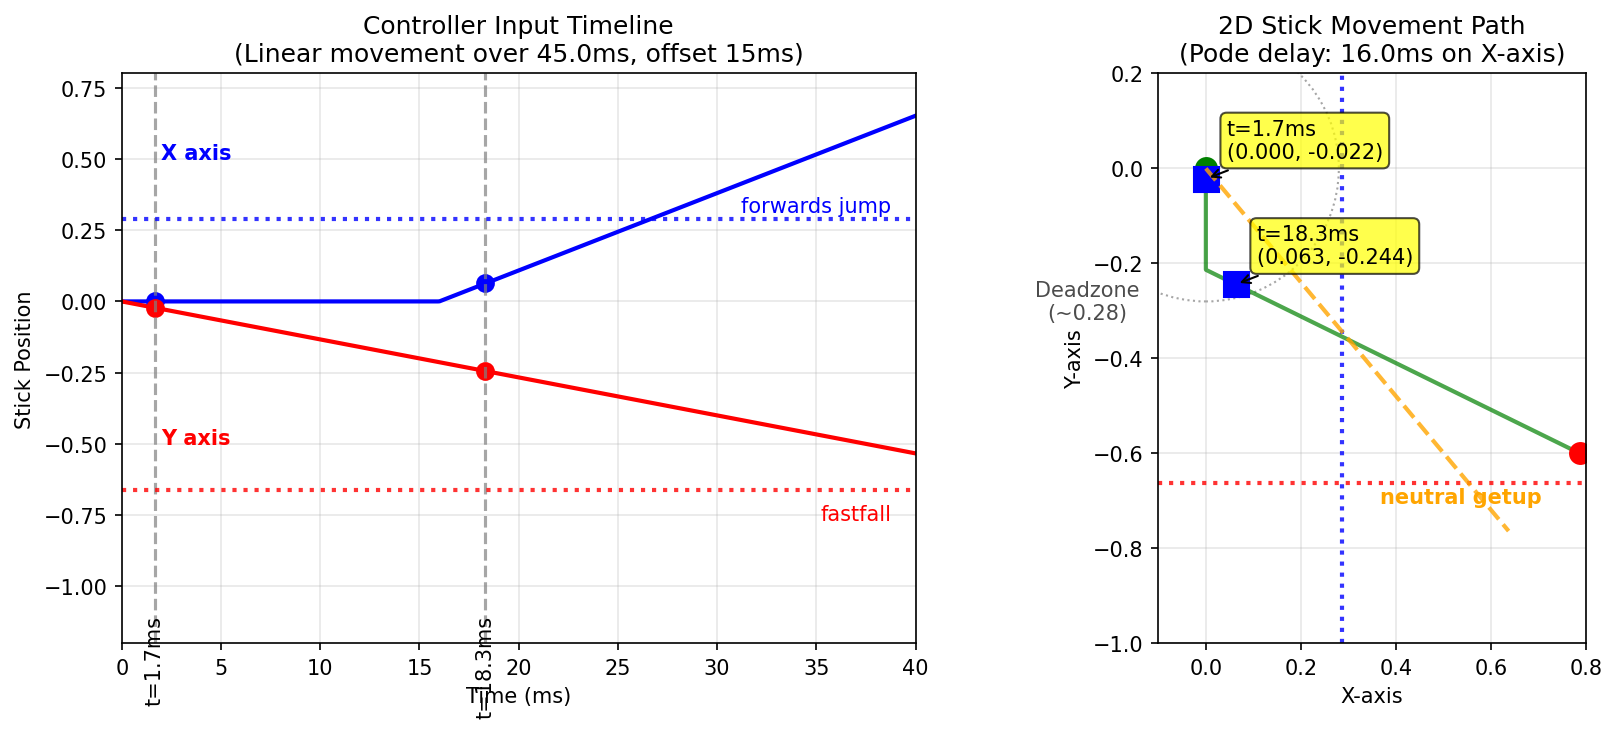 Controller Input Timeline
(Linear movement over 45.0ms, offset 15ms)
Stick Position
0.75
0.50
0.25
0.00
−0.25
−0.50
−0.75
−1.00
X axis
forwards jump
Y axis
fastfall
t=1.7ms
t=18.3ms
0 5 10 15 20 25 30 35 40
Time (ms)
2D Stick Movement Path
(Pode delay: 16.0ms on X-axis)
Y-axis
0.2
0.0
−0.2
−0.4
−0.6
−0.8
−1.0
t=1.7ms
(0.000, -0.022)
t=18.3ms
(0.063, -0.244)
Deadzone
(~0.28)
neutral getup
0.0 0.2 0.4 0.6 0.8
X-axis